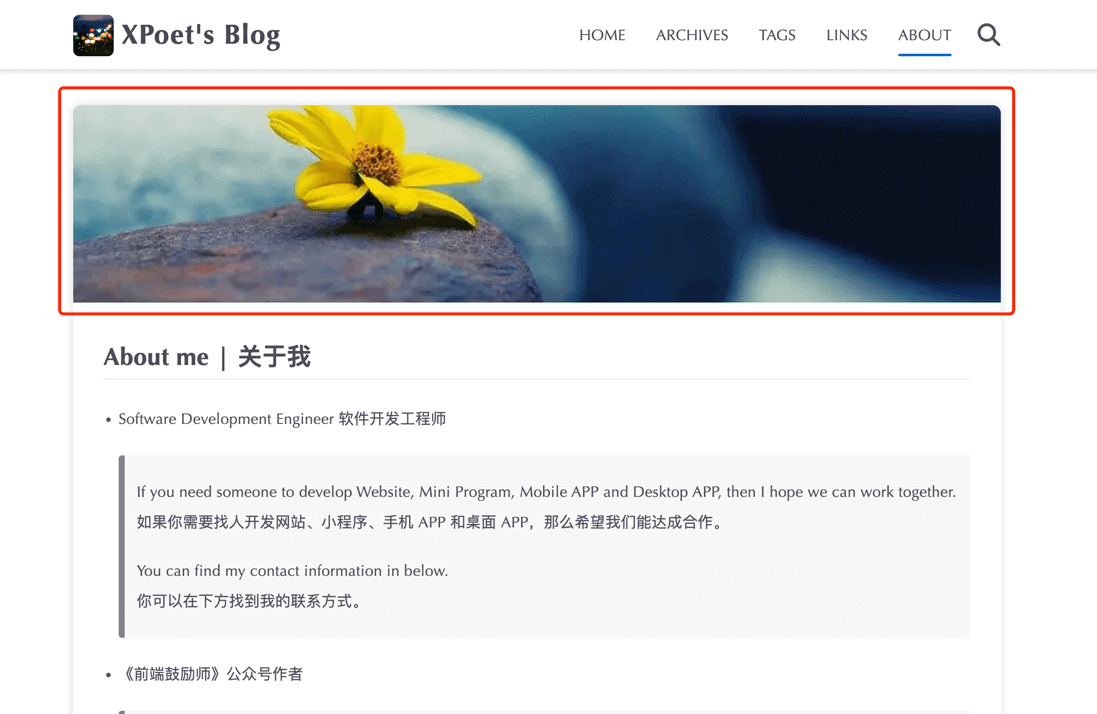 XPoet's Blog
HOME ARCHIVES TAGS LINKS ABOUT
About me | 关于我
• Software Development Engineer 软件开发工程师
If you need someone to develop Website, Mini Program, Mobile APP and Desktop APP, then I hope we can work together.
如果你需要找人开发网站、小程序、手机 APP 和桌面 APP，那么希望我们能达成合作。
You can find my contact information in below.
你可以在下方找到我的联系方式。
• 《前端鼓励师》公众号作者